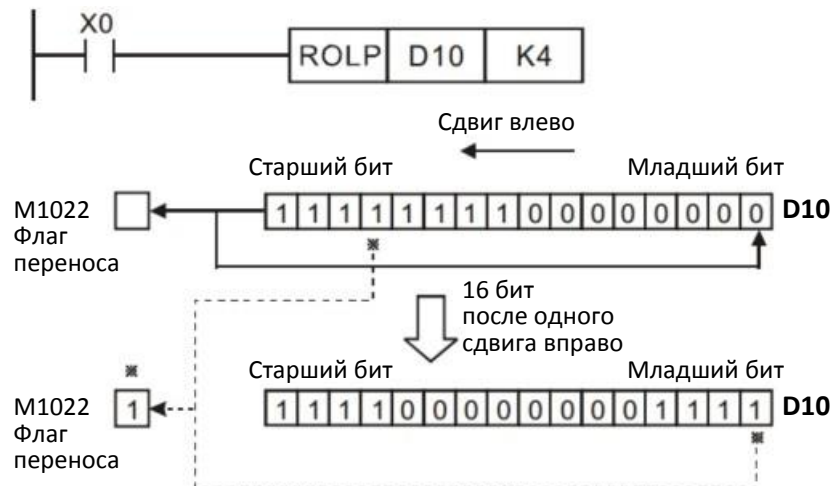 X0
ROLP D10 K4
Сдвиг влево
Старший бит Младший бит
M1022 1 1 1 1 1 1 1 1 0 0 0 0 0 0 0 0 D10
Флаг
переноса
※
16 бит
после одного
сдвига вправо
※
Старший бит Младший бит
M1022 1 1 1 1 1 0 0 0 0 0 0 0 0 1 1 1 1 D10
Флаг
переноса
※